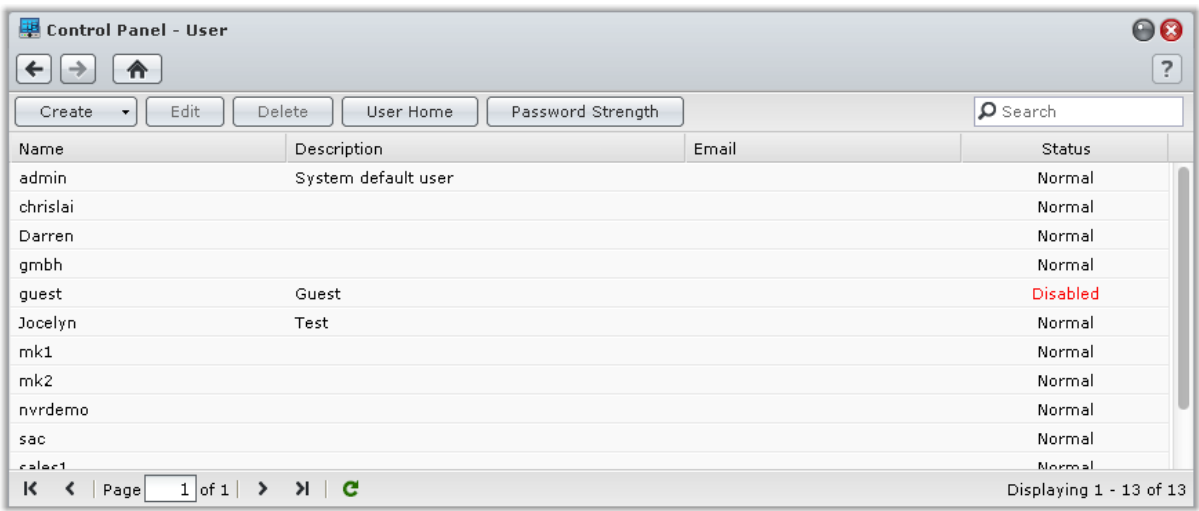 Control Panel - User
?
Create Edit Delete User Home Password Strength Search
Name Description Email Status
admin System default user Normal
chrislai Normal
Darren Normal
gmbh Normal
guest Guest Disabled
Jocelyn Test Normal
mk1 Normal
mk2 Normal
nvrdemo Normal
sac Normal
sales1 Normal
Page 1 of 1 Displaying 1 - 13 of 13